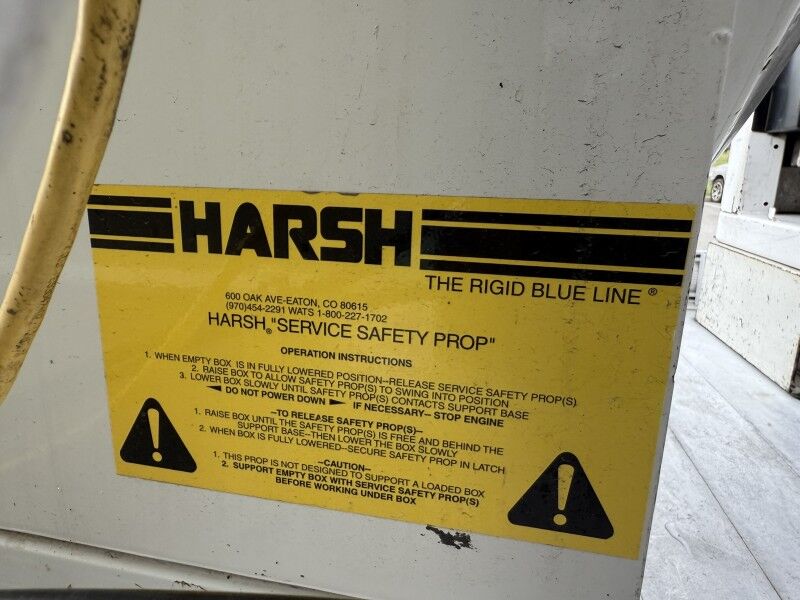 HARSH
THE RIGID BLUE LINE ®
600 OAK AVE-EATON, CO 80615
(970)454-2291 WATS 1-800-227-1702
HARSH® "SERVICE SAFETY PROP"
OPERATION INSTRUCTIONS
1. WHEN EMPTY BOX IS IN FULLY LOWERED POSITION--RELEASE SERVICE SAFETY PROP(S)
2. RAISE BOX TO ALLOW SAFETY PROP(S) TO SWING INTO POSITION
3. LOWER BOX SLOWLY UNTIL SAFETY PROP(S) CONTACTS SUPPORT BASE
◄ DO NOT POWER DOWN ► IF NECESSARY-- STOP ENGINE
--TO RELEASE SAFETY PROP(S)--
1. RAISE BOX UNTIL THE SAFETY PROP(S) IS FREE AND BEHIND THE
SUPPORT BASE--THEN LOWER THE BOX SLOWLY
2. WHEN BOX IS FULLY LOWERED--SECURE SAFETY PROP IN LATCH
--CAUTION--
1. THIS PROP IS NOT DESIGNED TO SUPPORT A LOADED BOX
2. SUPPORT EMPTY BOX WITH SERVICE SAFETY PROP(S)
BEFORE WORKING UNDER BOX